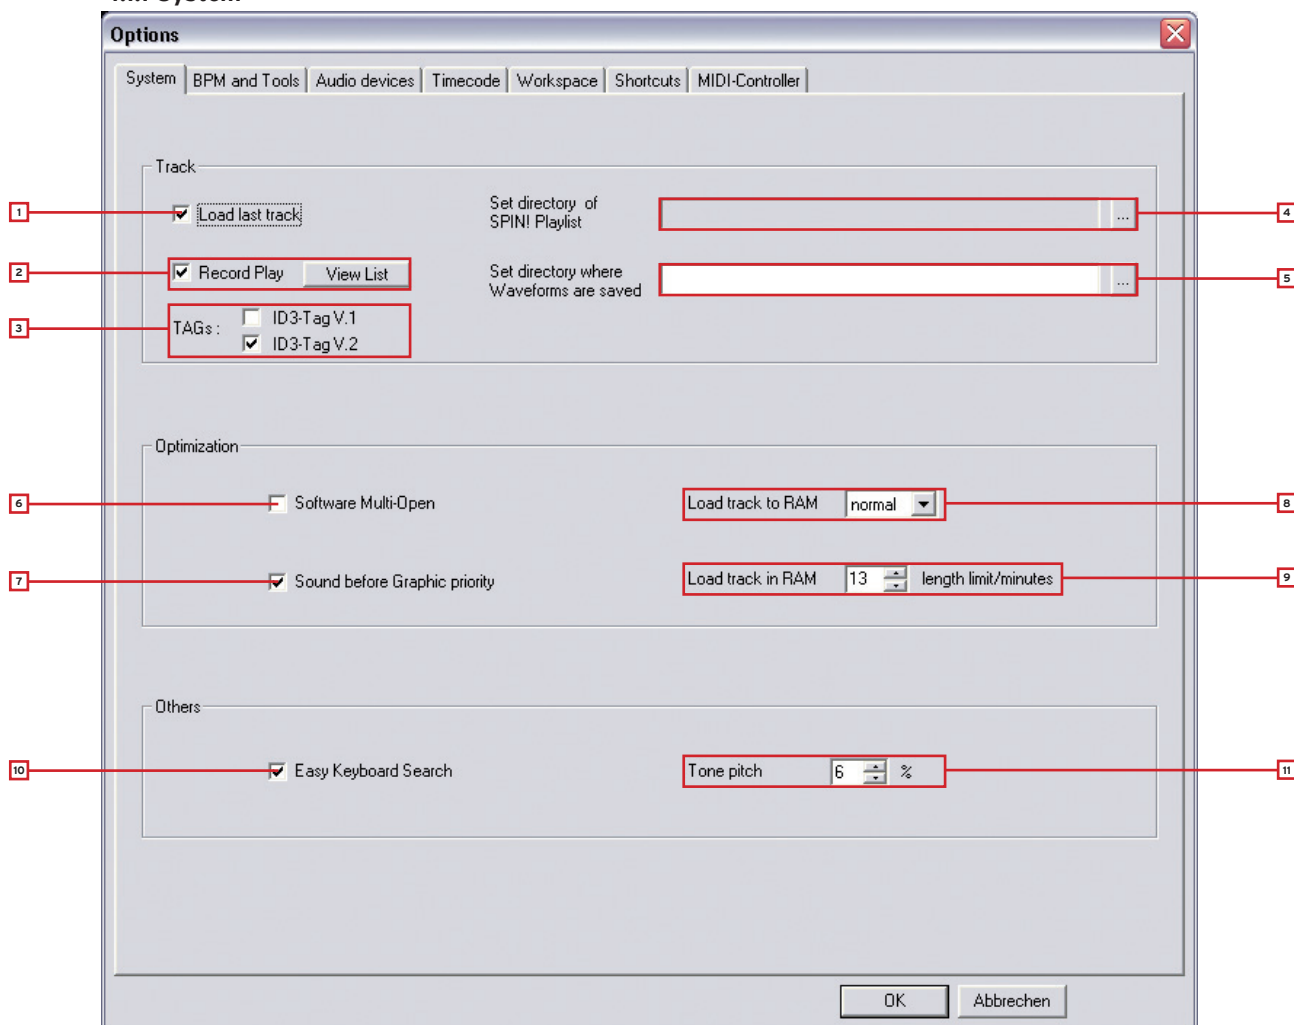 System
Options
System BPM and Tools Audio devices Timecode Workspace Shortcuts MIDI-Controller
Track
1 Load last track Set directory of SPIN! Playlist ... 4
2 Record Play View List Set directory where Waveforms are saved ... 5
3 TAGs : ID3-Tag V.1
ID3-Tag V.2
Optimization
6 Software Multi-Open Load track to RAM normal 8
7 Sound before Graphic priority Load track in RAM 13 length limit/minutes 9
Others
10 Easy Keyboard Search Tone pitch 6 % 11
OK Abbrechen